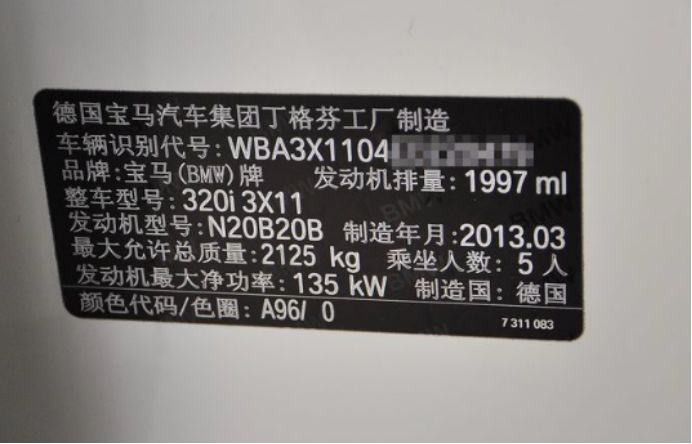 德国宝马汽车集团丁格芬工厂制造
车辆识别代号:WBA3X1104
品牌:宝马(BMW)牌 发动机排量:1997 ml
整车型号:320i 3X11
发动机型号:N20B20B 制造年月:2013.03
最大允许总质量:2125 kg 乘坐人数:5人
发动机最大净功率:135 kW 制造国:德国
颜色代码/色圈:A96/ 0
7 311 083